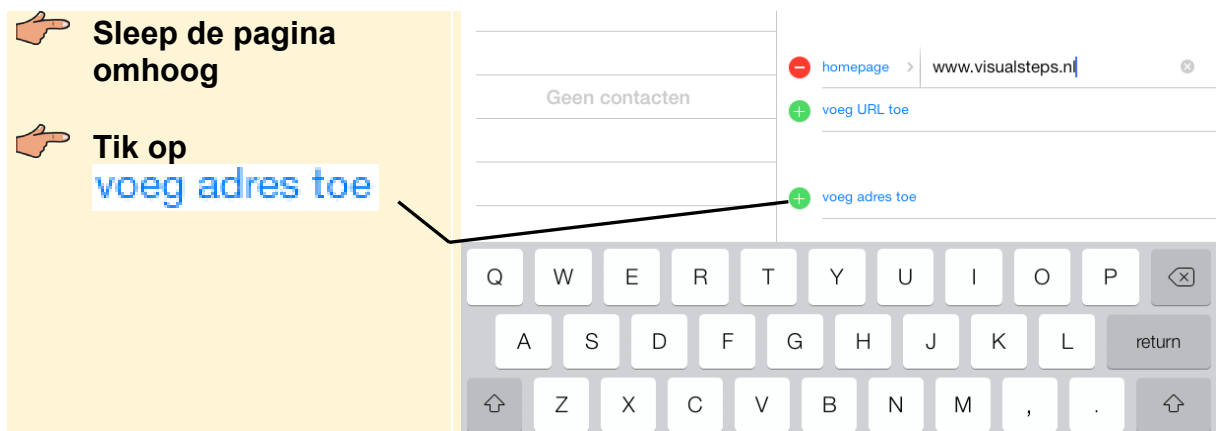 Sleep de pagina
omhoog
Tik op
voeg adres toe
Geen contacten
homepage > www.visualsteps.nl
voeg URL toe
voeg adres toe
Q W E R T Y U I O P
A S D F G H J K L return
Z X C V B N M , .